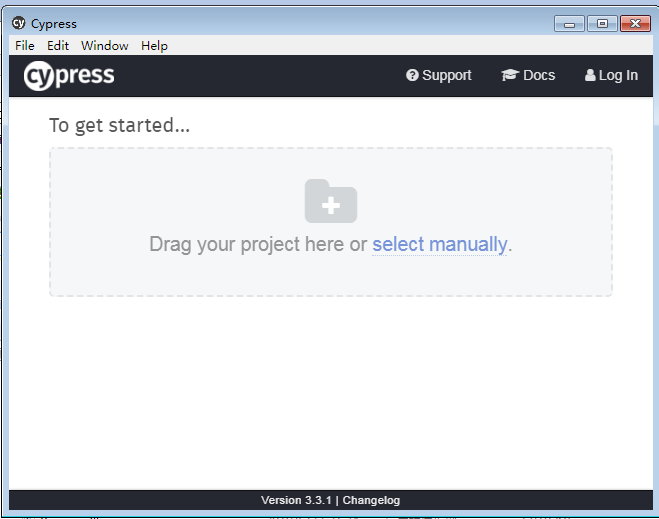 cy Cypress
File Edit Window Help
cypress Support Docs Log In
To get started...
Drag your project here or select manually.
Version 3.3.1 | Changelog